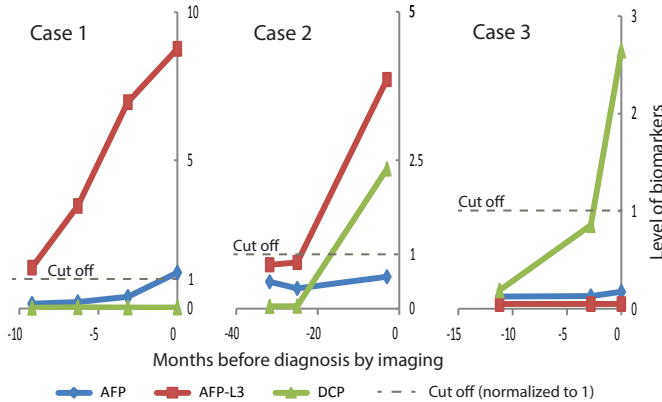 Case 1
10
5
1
0
Cut off
-10
-5
0
Case 2
5
2.5
1
0
Cut off
-40
-20
0
Case 3
3
2
1
0
Cut off
-15
-10
-5
0
Level of biomarkers
Months before diagnosis by imaging
AFP AFP-L3 DCP Cut off (normalized to 1)